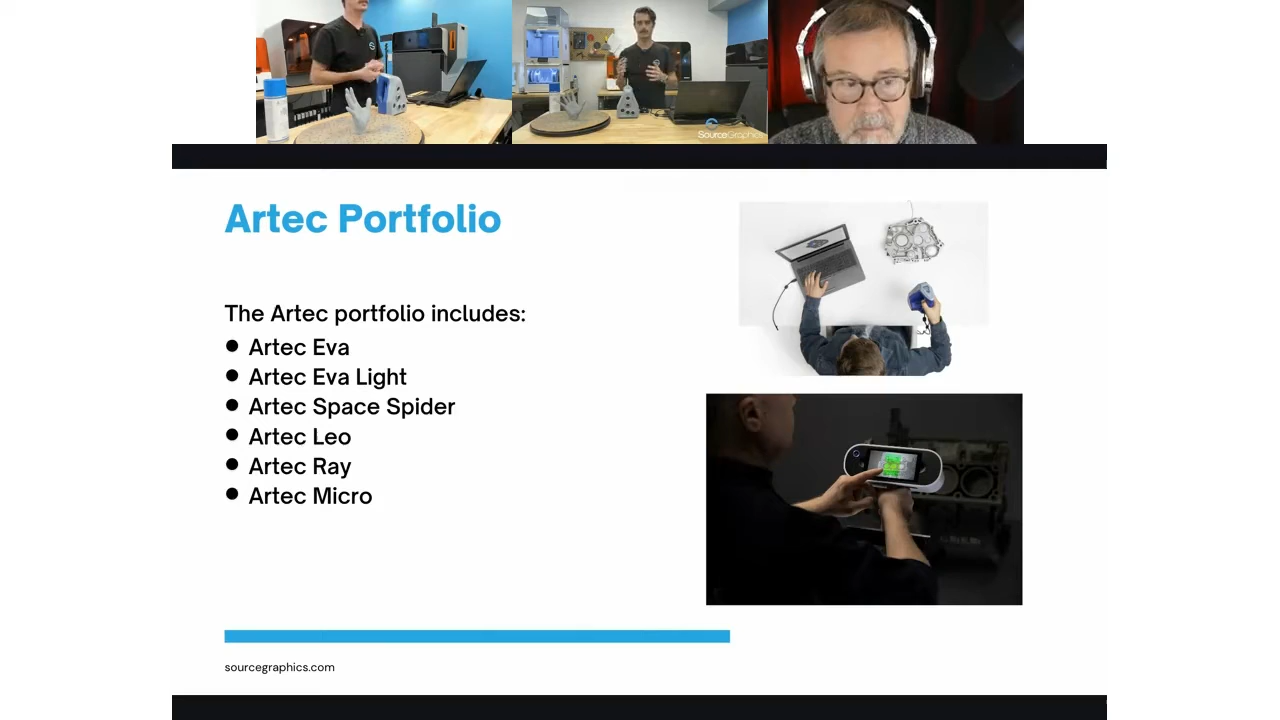 SourceGraphics
Artec Portfolio
The Artec portfolio includes:
● Artec Eva
● Artec Eva Light
● Artec Space Spider
● Artec Leo
● Artec Ray
● Artec Micro
sourcegraphics.com